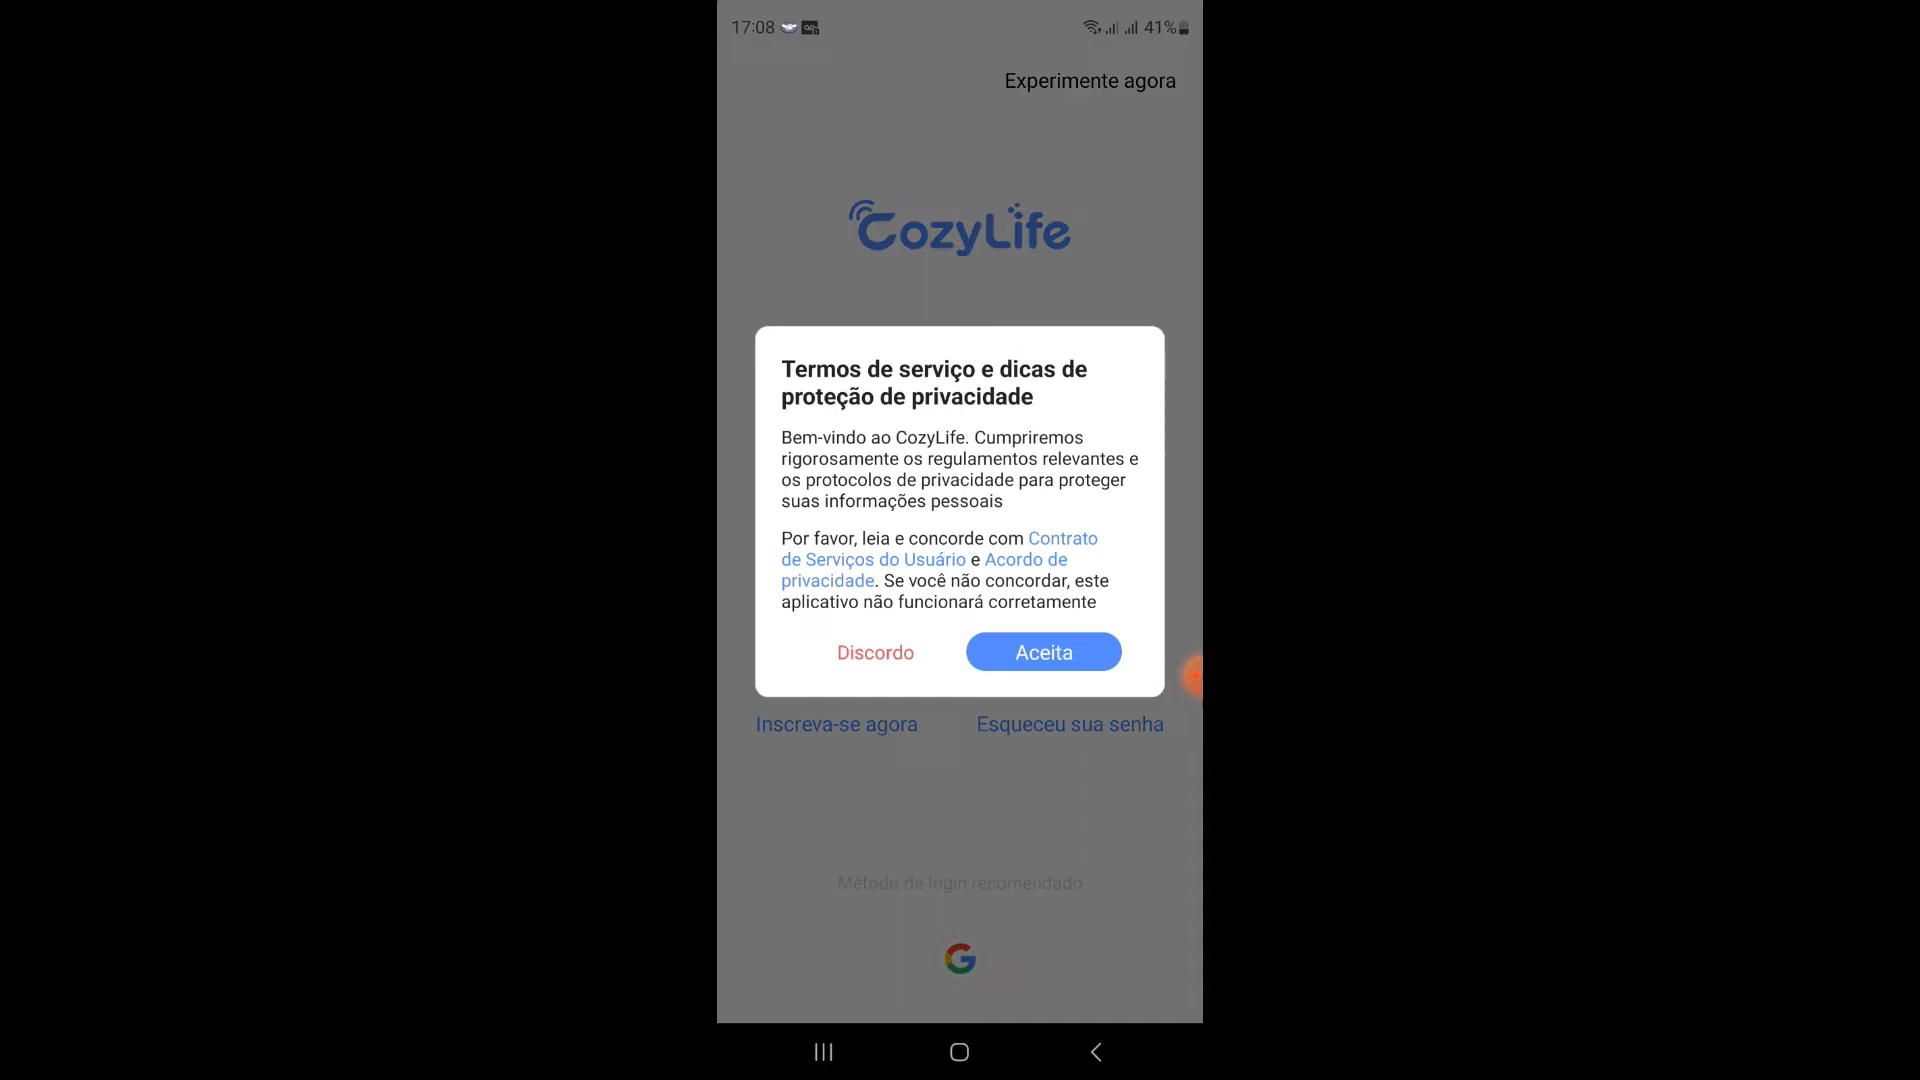 17:08
41%
Experimente agora
CozyLife
Termos de serviço e dicas de
proteção de privacidade
Bem-vindo ao CozyLife. Cumpriremos
rigorosamente os regulamentos relevantes e
os protocolos de privacidade para proteger
suas informações pessoais
Por favor, leia e concorde com Contrato
de Serviços do Usuário e Acordo de
privacidade. Se você não concordar, este
aplicativo não funcionará corretamente
Discordo
Aceita
Inscreva-se agora
Esqueceu sua senha
Método de login recomendado